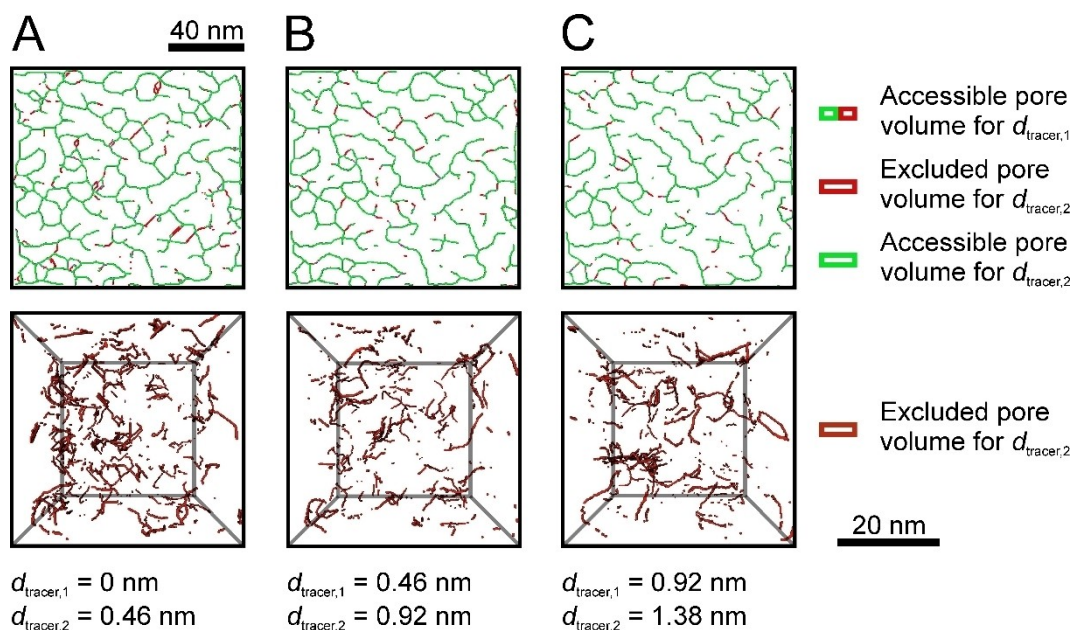 A
40 nm
B
C
Accessible pore
volume for dtracer,1
Excluded pore
volume for dtracer,2
Accessible pore
volume for dtracer,2
Excluded pore
volume for dtracer,2
20 nm
dtracer,1 = 0 nm
dtracer,2 = 0.46 nm
dtracer,1 = 0.46 nm
dtracer,2 = 0.92 nm
dtracer,1 = 0.92 nm
dtracer,2 = 1.38 nm